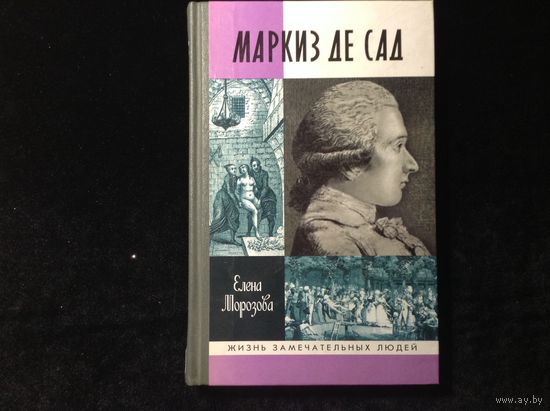 МАРКИЗ ДЕ САД
Елена
Морозова
ЖИЗНЬ ЗАМЕЧАТЕЛЬНЫХ ЛЮДЕЙ
www.ay.by